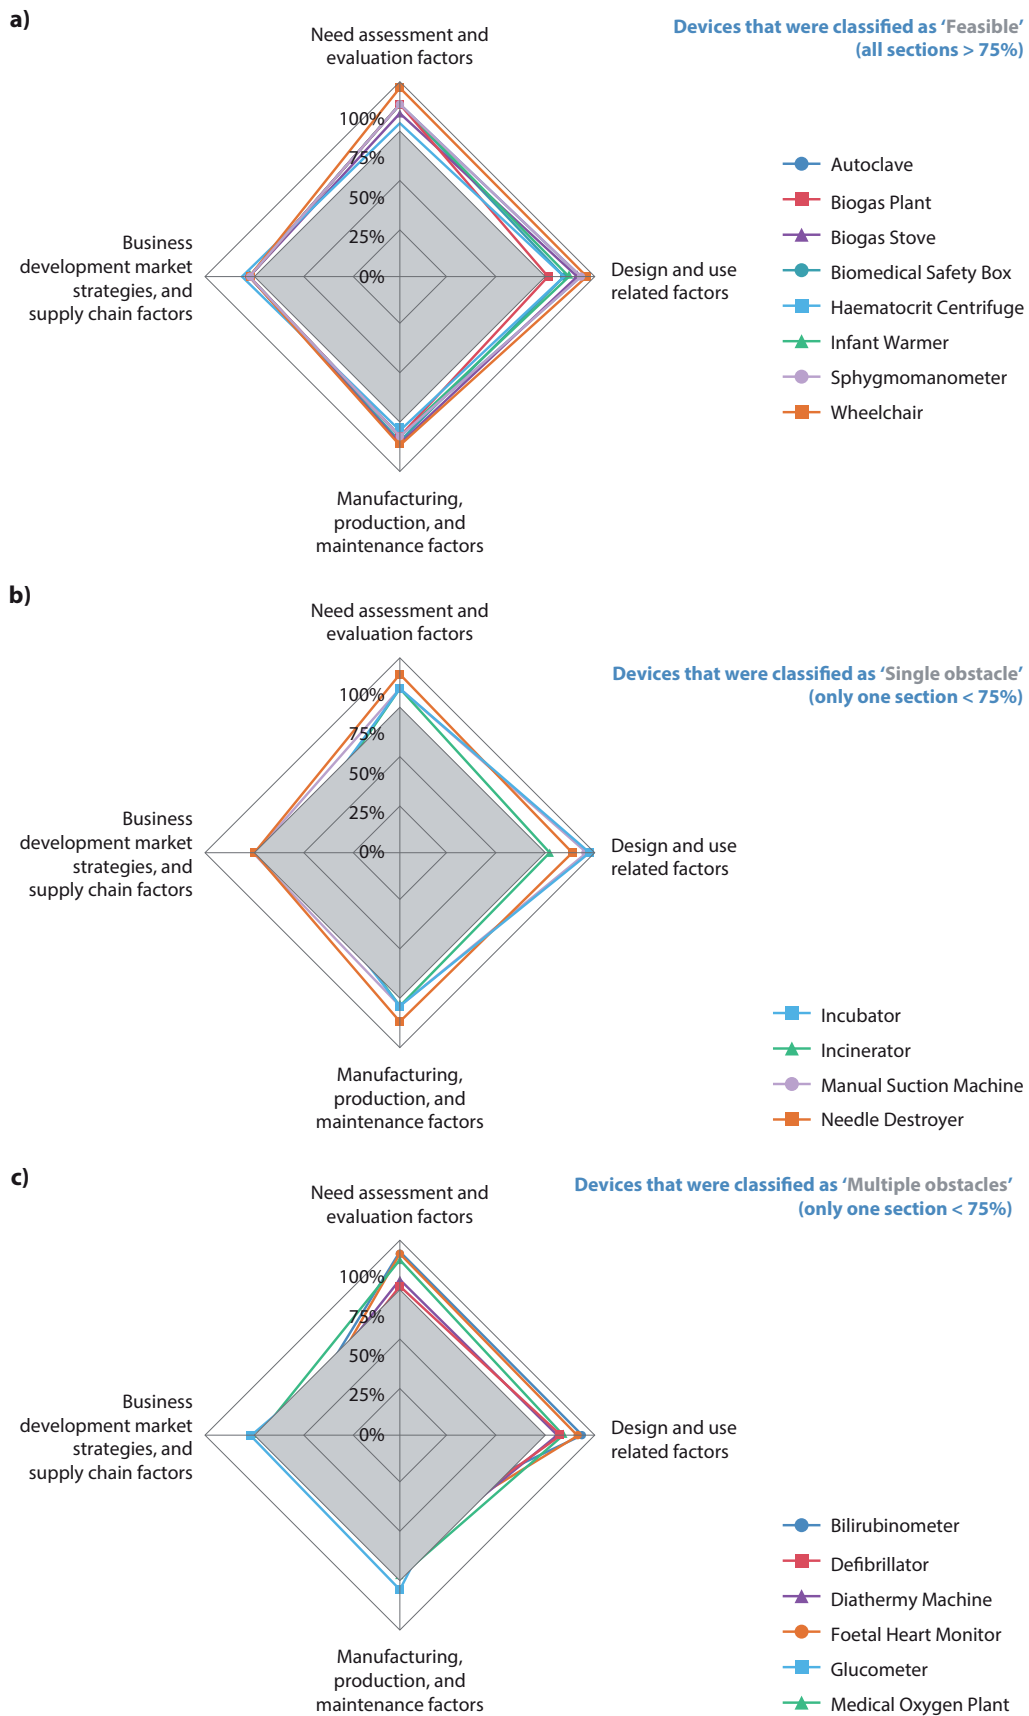 a)
Devices that were classified as ‘Feasible’
(all sections > 75%)
Need assessment and
evaluation factors
100%
75%
50%
25%
0%
Business
development market
strategies, and
supply chain factors
Design and use
related factors
Manufacturing,
production, and
maintenance factors
Autoclave
Biogas Plant
Biogas Stove
Biomedical Safety Box
Haematocrit Centrifuge
Infant Warmer
Sphygmomanometer
Wheelchair
b)
Devices that were classified as ‘Single obstacle’
(only one section < 75%)
Need assessment and
evaluation factors
100%
75%
50%
25%
0%
Business
development market
strategies, and
supply chain factors
Design and use
related factors
Manufacturing,
production, and
maintenance factors
Incubator
Incinerator
Manual Suction Machine
Needle Destroyer
c)
Devices that were classified as ‘Multiple obstacles’
(only one section < 75%)
Need assessment and
evaluation factors
100%
75%
50%
25%
0%
Business
development market
strategies, and
supply chain factors
Design and use
related factors
Manufacturing,
production, and
maintenance factors
Bilirubinometer
Defibrillator
Diathermy Machine
Foetal Heart Monitor
Glucometer
Medical Oxygen Plant